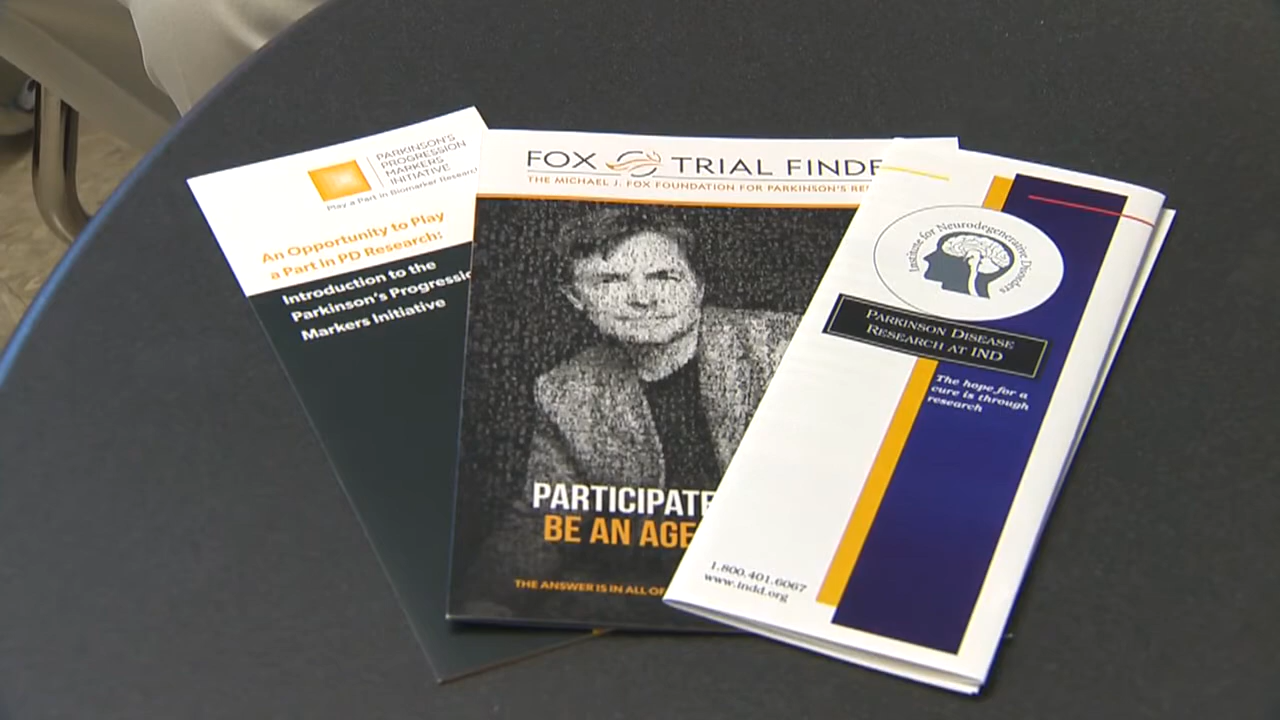 PARKINSON'S
PROGRESSION
MARKERS
INITIATIVE
Play a Part in Biomarker Research
An Opportunity to Play
a Part in PD Research:
Introduction to the
Parkinson's Progressio
Markers Initiative
FOX TRIAL FINDE
THE MICHAEL J. FOX FOUNDATION FOR PARKINSON'S RE
PARTICIPATE
BE AN AGE
THE ANSWER IS IN ALL OF
Institute for Neurodegenerative Disorders
PARKINSON DISEASE
RESEARCH AT IND
The hope for a
cure is through
research
1.800.401.6067
www.indd.org